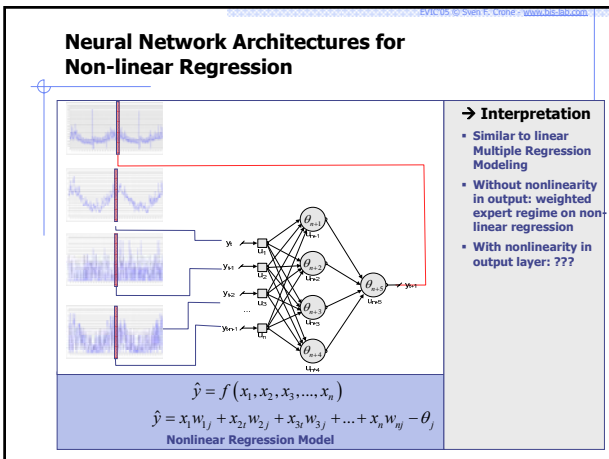 EVIC'05 © Sven F. Crone - www.bis-lab.com
Neural Network Architectures for
Non-linear Regression
→ Interpretation
▪ Similar to linear
Multiple Regression
Modeling
▪ Without nonlinearity
in output: weighted
expert regime on non-
linear regression
▪ With nonlinearity in
output layer: ???
θn+1
yt
u1
un+1
yt-1
u2
θn+2
un+2
θn+5
yt+1
un+5
yt-2
u3
...
θn+3
un+3
yt-n-1
un
θn+4
un+4
ŷ = f(x1, x2, x3, ..., xn)
ŷ = x1w1j + x2tw2j + x3tw3j + ... + xnwnj − θj
Nonlinear Regression Model